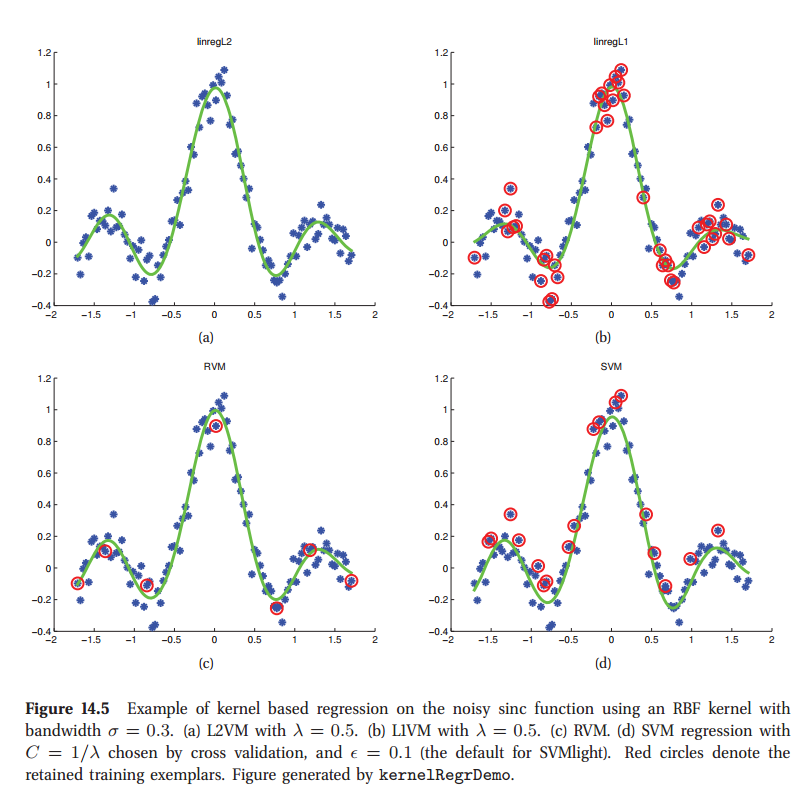 linregL2
1.2
1
0.8
0.6
0.4
0.2
0
−0.2
−0.4
−2 −1.5 −1 −0.5 0 0.5 1 1.5 2
(a)
linregL1
1.2
1
0.8
0.6
0.4
0.2
0
−0.2
−0.4
−2 −1.5 −1 −0.5 0 0.5 1 1.5 2
(b)
RVM
1.2
1
0.8
0.6
0.4
0.2
0
−0.2
−0.4
−2 −1.5 −1 −0.5 0 0.5 1 1.5 2
(c)
SVM
1.2
1
0.8
0.6
0.4
0.2
0
−0.2
−0.4
−2 −1.5 −1 −0.5 0 0.5 1 1.5 2
(d)
Figure 14.5 Example of kernel based regression on the noisy sinc function using an RBF kernel with
bandwidth σ = 0.3. (a) L2VM with λ = 0.5. (b) L1VM with λ = 0.5. (c) RVM. (d) SVM regression with
C = 1/λ chosen by cross validation, and ϵ = 0.1 (the default for SVMlight). Red circles denote the
retained training exemplars. Figure generated by kernelRegrDemo.